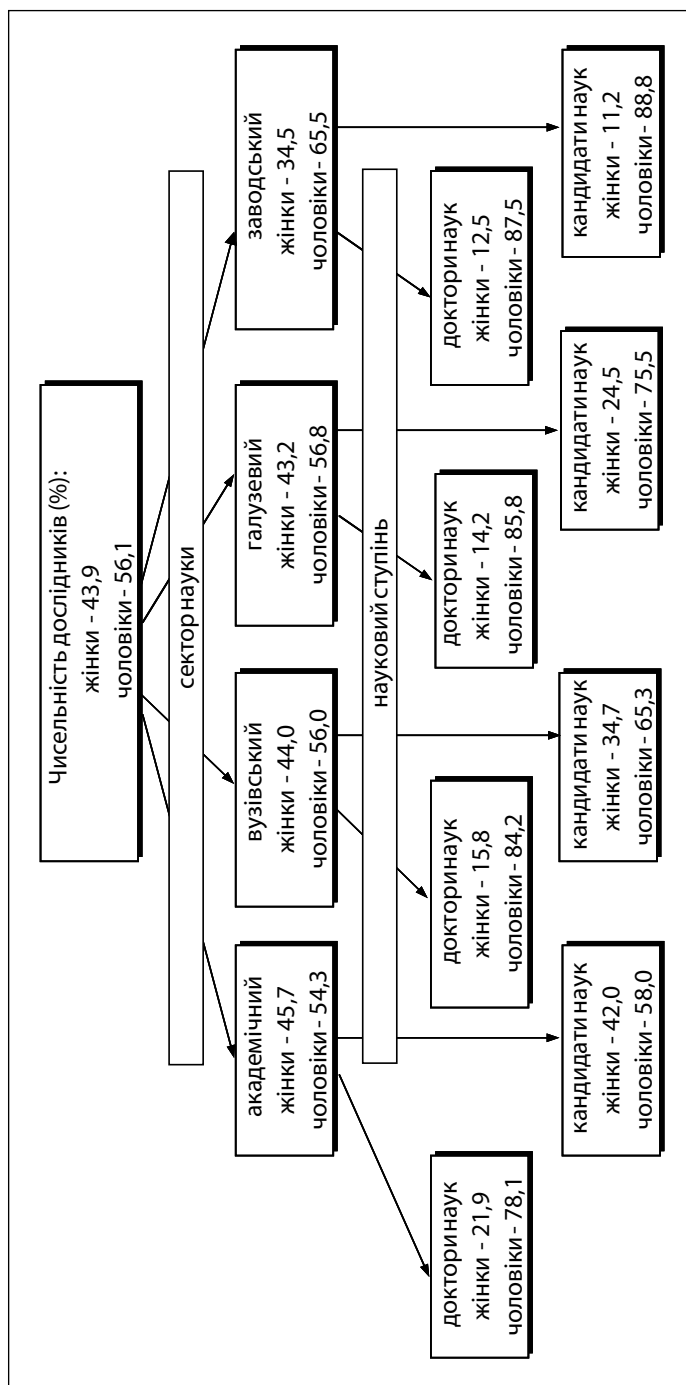 Чисельність дослідників (%):
жінки - 43,9
чоловіки - 56,1
сектор науки
академічний
жінки - 45,7
чоловіки - 54,3
вузівський
жінки - 44,0
чоловіки - 56,0
галузевий
жінки - 43,2
чоловіки - 56,8
заводський
жінки - 34,5
чоловіки - 65,5
науковий ступінь
доктори наук
жінки - 21,9
чоловіки - 78,1
доктори наук
жінки - 15,8
чоловіки - 84,2
доктори наук
жінки - 14,2
чоловіки - 85,8
доктори наук
жінки - 12,5
чоловіки - 87,5
кандидати наук
жінки - 42,0
чоловіки - 58,0
кандидати наук
жінки - 34,7
чоловіки - 65,3
кандидати наук
жінки - 24,5
чоловіки - 75,5
кандидати наук
жінки - 11,2
чоловіки - 88,8